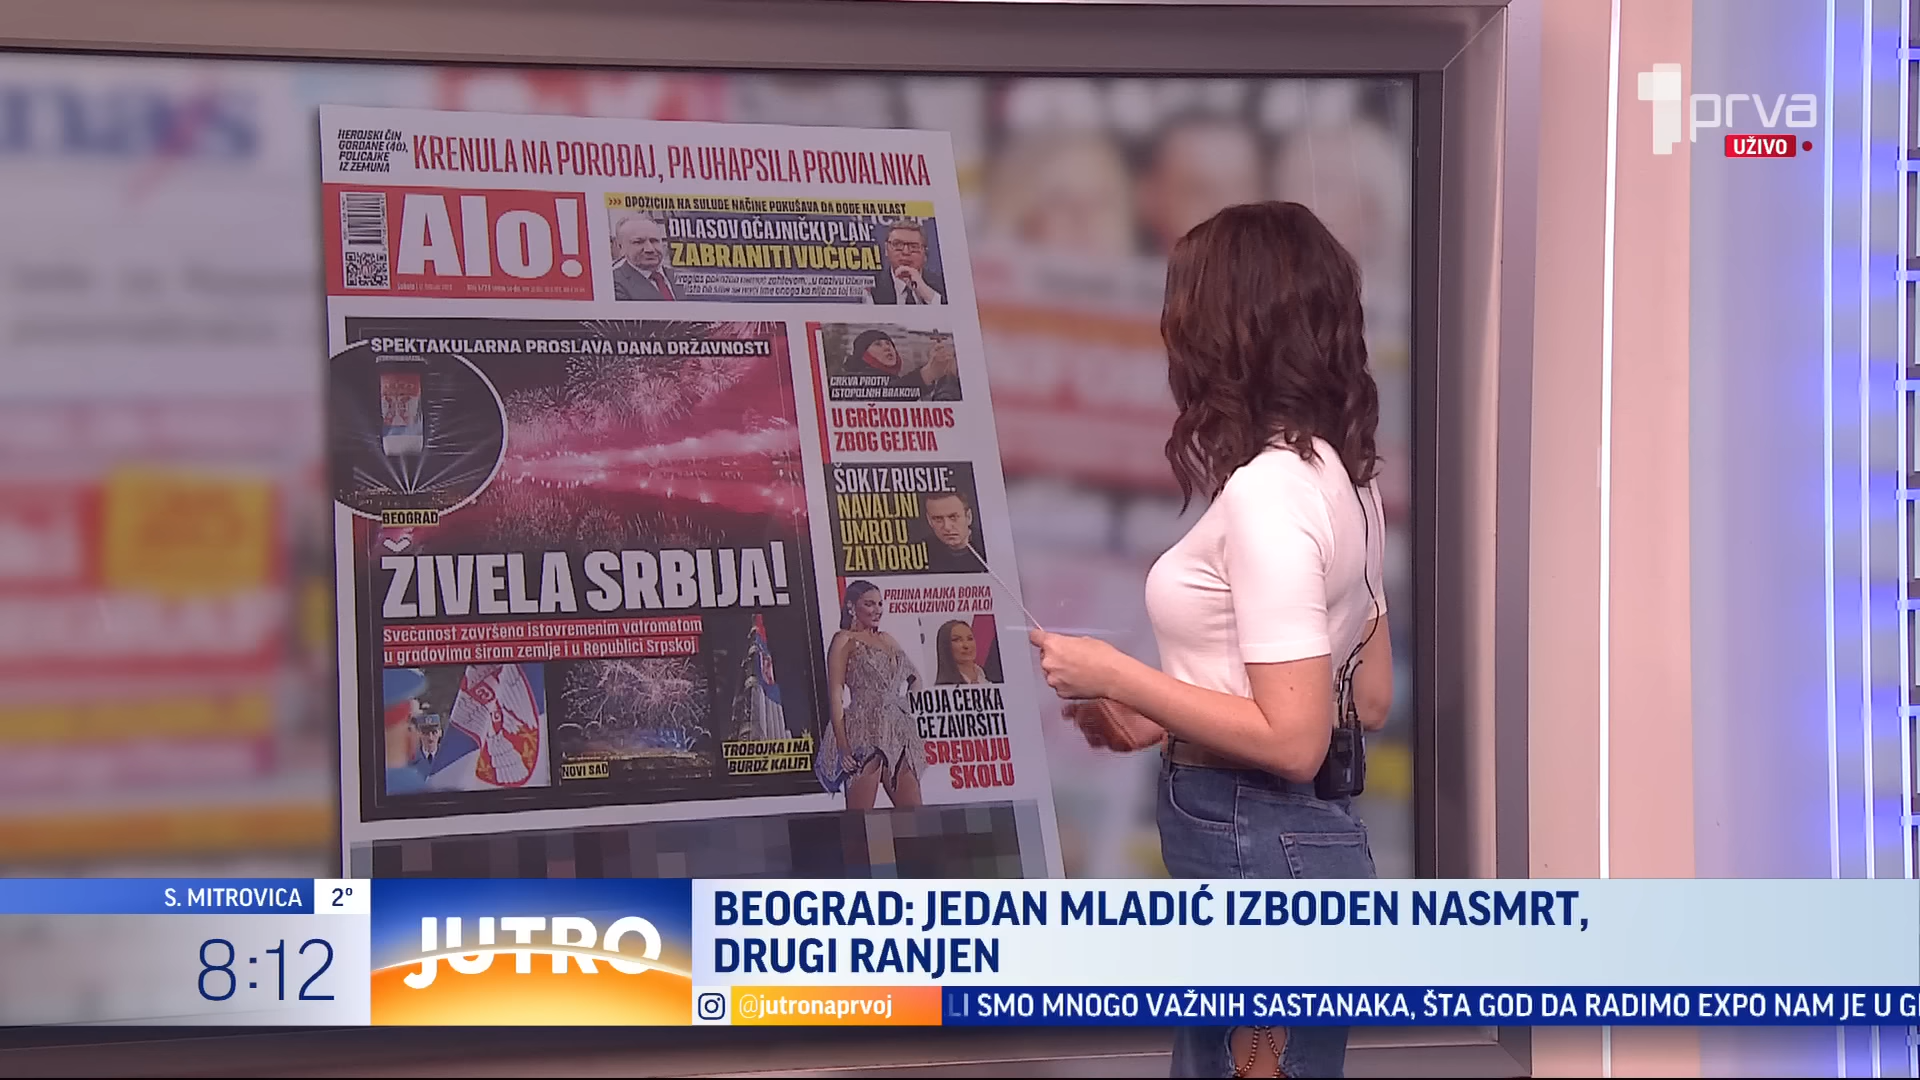 prva
UŽIVO
HEROJSKI ČIN
GORDANE (40),
POLICAJKE
IZ ZEMUNA
KRENULA NA POROĐAJ, PA UHAPSILA PROVALNIKA
Alo!
››› OPOZICIJA NA SULUDE NAČINE POKUŠAVA DA DOĐE NA VLAST
ĐILASOV OČAJNIČKI PLAN:
ZABRANITI VUČIĆA!
SPEKTAKULARNA PROSLAVA DANA DRŽAVNOSTI
BEOGRAD
ŽIVELA SRBIJA!
Svečanost završena istovremenim vatrometom
u gradovima širom zemlje i u Republici Srpskoj
NOVI SAD
TROBOJKA I NA
BURDŽ KALIFI
CRKVA PROTIV
ISTOPOLNIH BRAKOVA
U GRČKOJ HAOS
ZBOG GEJEVA
ŠOK IZ RUSIJE:
NAVALJNI
UMRO U
ZATVORU!
PRIJINA MAJKA BORKA
EKSKLUZIVNO ZA ALO!
MOJA ĆERKA
ĆE ZAVRŠITI
SREDNJU
ŠKOLU
S. MITROVICA 2°
8:12
JUTRO
BEOGRAD: JEDAN MLADIĆ IZBODEN NASMRT,
DRUGI RANJEN
@jutronaprvoj
LI SMO MNOGO VAŽNIH SASTANAKA, ŠTA GOD DA RADIMO EXPO NAM JE U